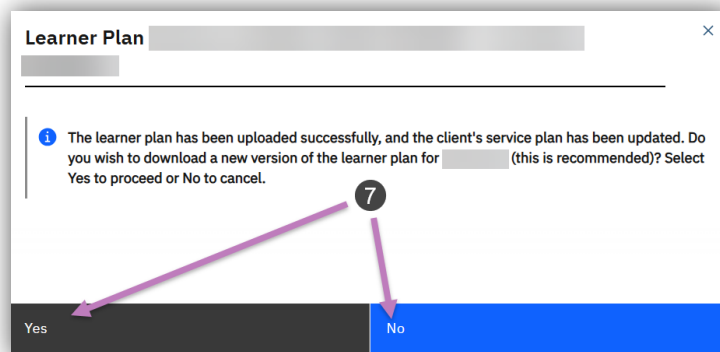 Learner Plan
The learner plan has been uploaded successfully, and the client's service plan has been updated. Do
you wish to download a new version of the learner plan for (this is recommended)? Select
Yes to proceed or No to cancel.
7
Yes
No